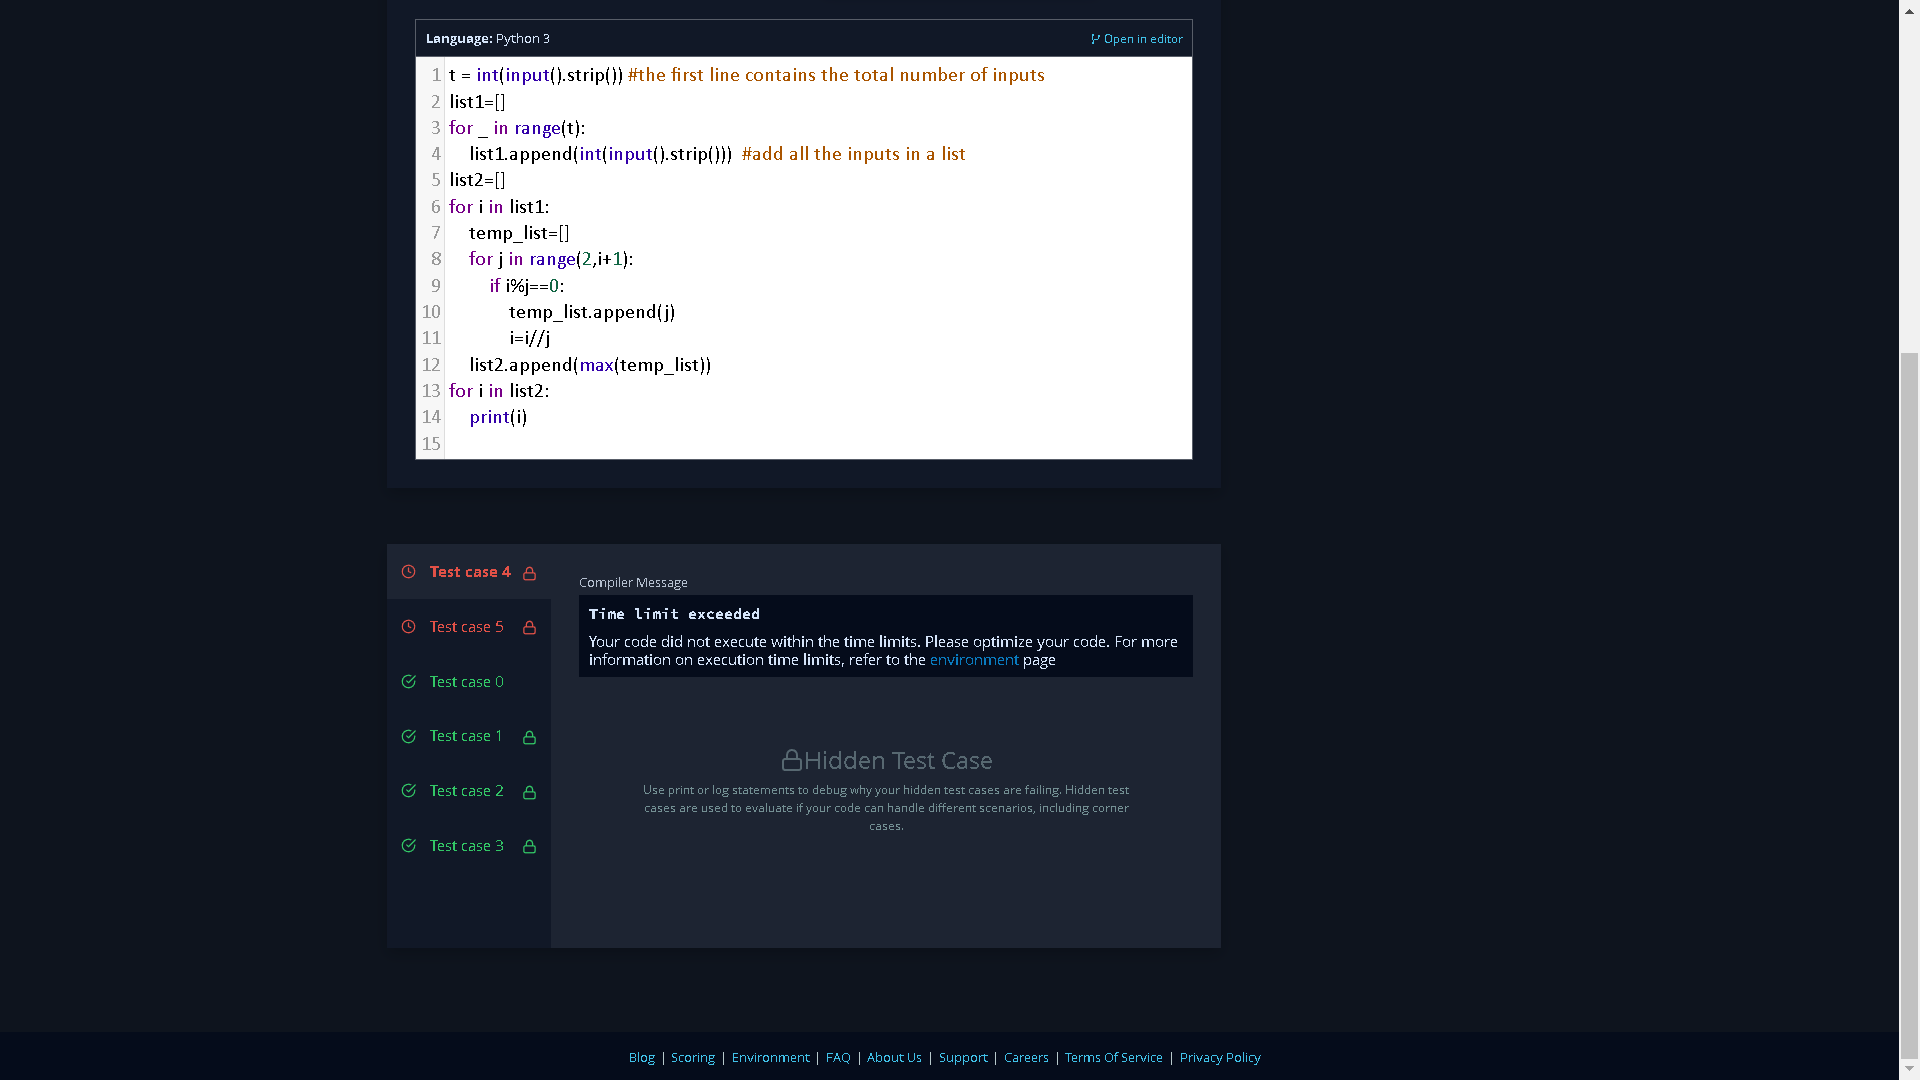 Language: Python 3
Open in editor
1 t = int(input().strip()) #the first line contains the total number of inputs
2 list1=[]
3 for _ in range(t):
4     list1.append(int(input().strip()))  #add all the inputs in a list
5 list2=[]
6 for i in list1:
7     temp_list=[]
8     for j in range(2,i+1):
9         if i%j==0:
10             temp_list.append(j)
11             i=i//j
12     list2.append(max(temp_list))
13 for i in list2:
14     print(i)
15
Test case 4
Test case 5
Test case 0
Test case 1
Test case 2
Test case 3
Compiler Message
Time limit exceeded
Your code did not execute within the time limits. Please optimize your code. For more
information on execution time limits, refer to the environment page
Hidden Test Case
Use print or log statements to debug why your hidden test cases are failing. Hidden test
cases are used to evaluate if your code can handle different scenarios, including corner
cases.
Blog | Scoring | Environment | FAQ | About Us | Support | Careers | Terms Of Service | Privacy Policy